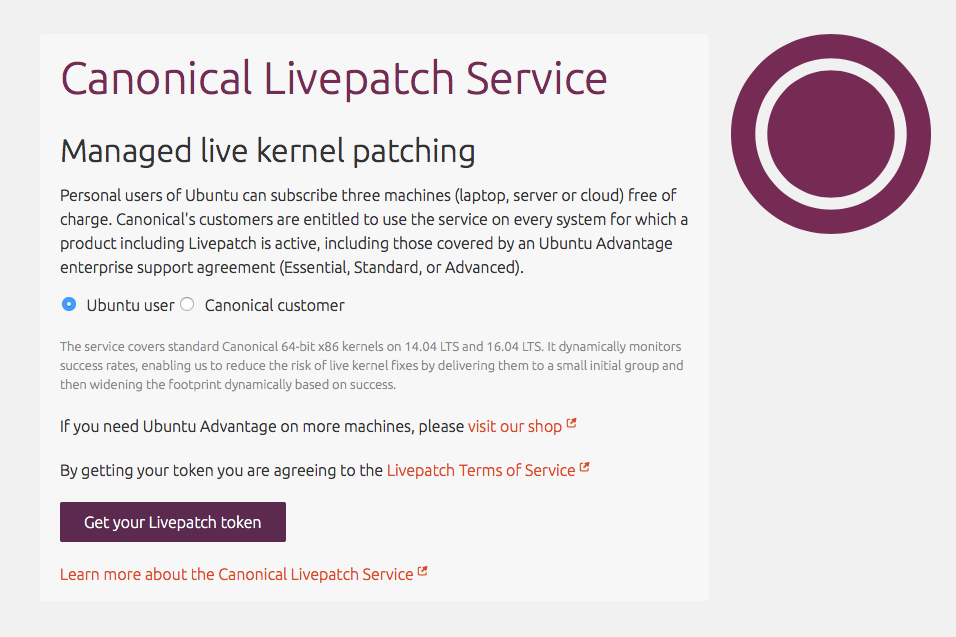 Canonical Livepatch Service
Managed live kernel patching
Personal users of Ubuntu can subscribe three machines (laptop, server or cloud) free of
charge. Canonical's customers are entitled to use the service on every system for which a
product including Livepatch is active, including those covered by an Ubuntu Advantage
enterprise support agreement (Essential, Standard, or Advanced).
Ubuntu user Canonical customer
The service covers standard Canonical 64-bit x86 kernels on 14.04 LTS and 16.04 LTS. It dynamically monitors
success rates, enabling us to reduce the risk of live kernel fixes by delivering them to a small initial group and
then widening the footprint dynamically based on success.
If you need Ubuntu Advantage on more machines, please visit our shop
By getting your token you are agreeing to the Livepatch Terms of Service
Get your Livepatch token
Learn more about the Canonical Livepatch Service